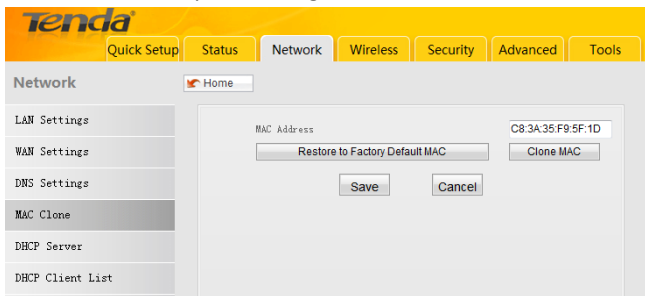 Tenda
Quick Setup Status Network Wireless Security Advanced Tools
Network
Home
LAN Settings
WAN Settings
DNS Settings
MAC Clone
DHCP Server
DHCP Client List
MAC Address C8:3A:35:F9:5F:1D
Restore to Factory Default MAC Clone MAC
Save Cancel